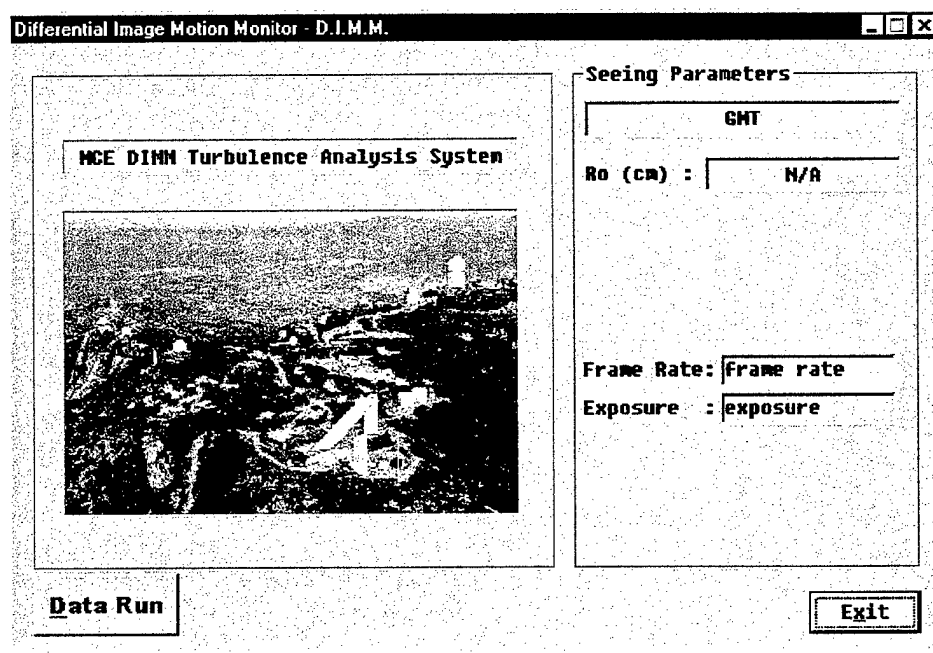 Differential Image Motion Monitor - D.I.M.M.
MCE DIMM Turbulence Analysis System
Seeing Parameters
GMT
Ro (cm) : N/A
Frame Rate: frame rate
Exposure : exposure
Data Run
Exit